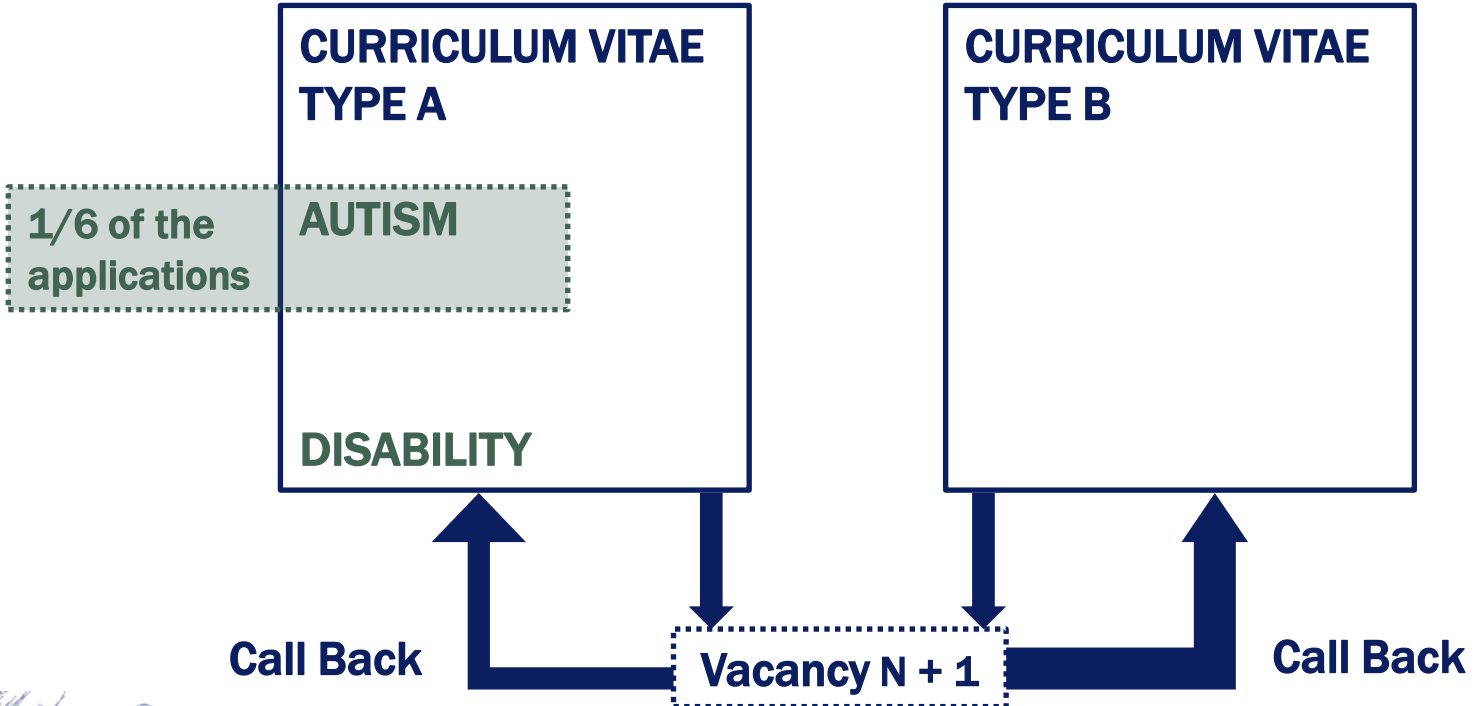 CURRICULUM VITAE
TYPE A
1/6 of the
applications
AUTISM
DISABILITY
CURRICULUM VITAE
TYPE B
Call Back
Vacancy N + 1
Call Back